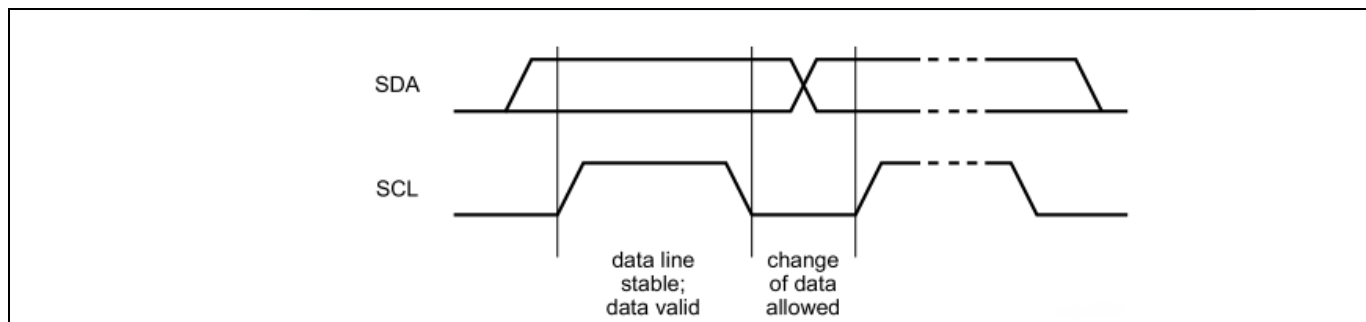 SDA
SCL
data line
stable;
data valid
change
of data
allowed